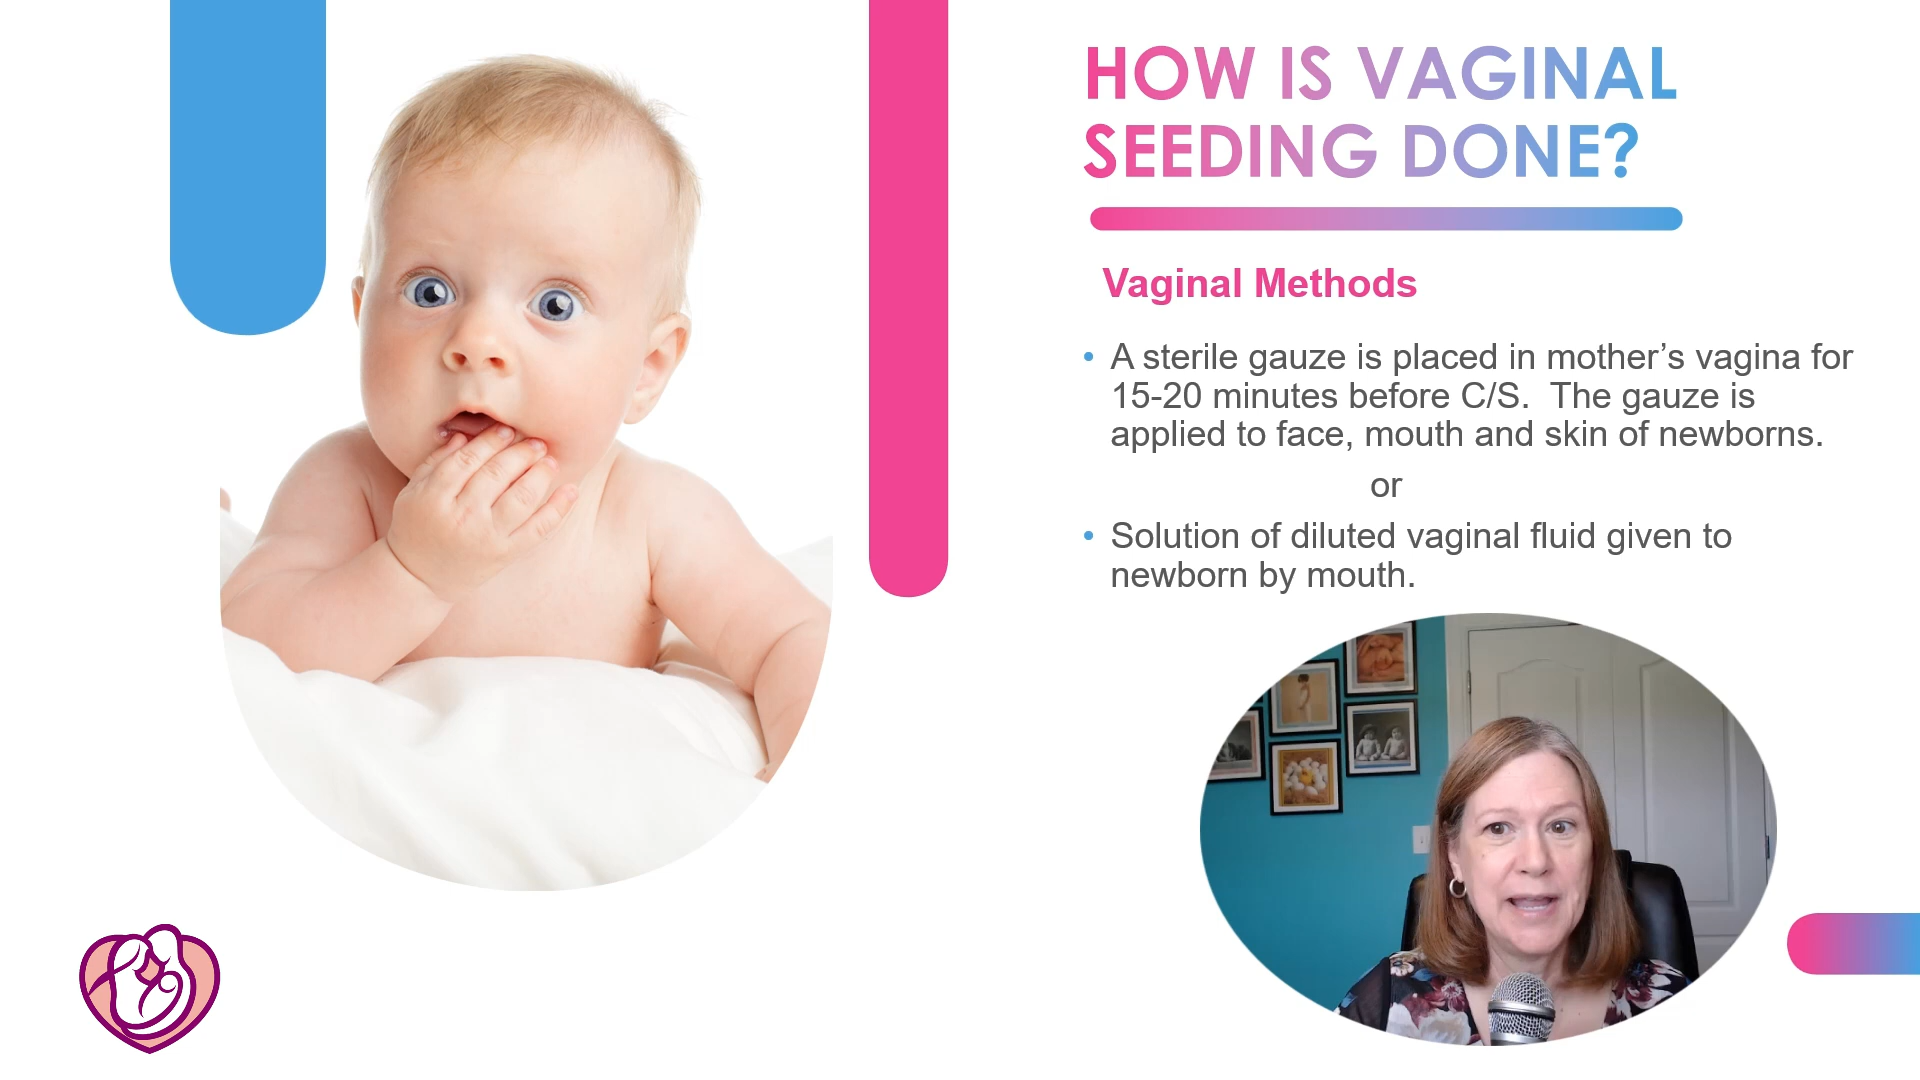 HOW IS VAGINAL
SEEDING DONE?
Vaginal Methods
• A sterile gauze is placed in mother’s vagina for
15-20 minutes before C/S.  The gauze is
applied to face, mouth and skin of newborns.
or
• Solution of diluted vaginal fluid given to
newborn by mouth.